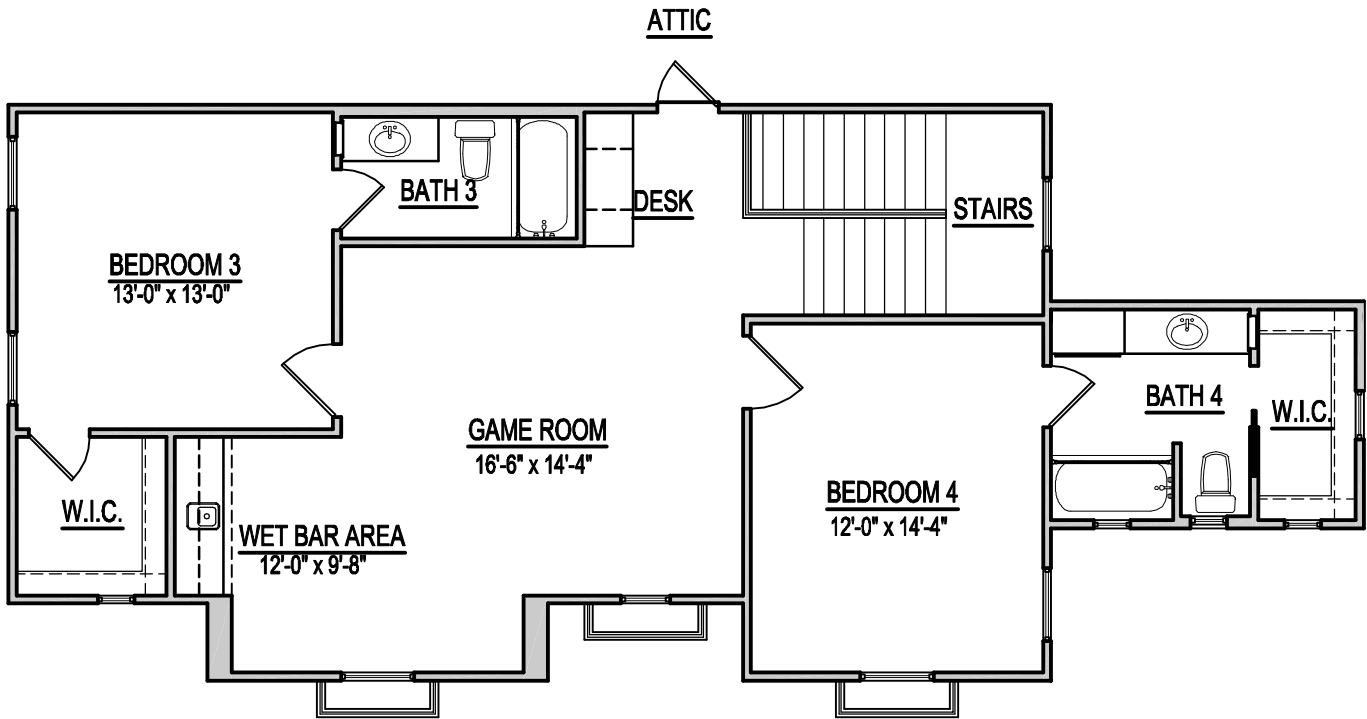 ATTIC
BATH 3
DESK
STAIRS
BEDROOM 3
13'-0" x 13'-0"
BATH 4
W.I.C.
GAME ROOM
16'-6" x 14'-4"
BEDROOM 4
12'-0" x 14'-4"
W.I.C.
WET BAR AREA
12'-0" x 9'-8"